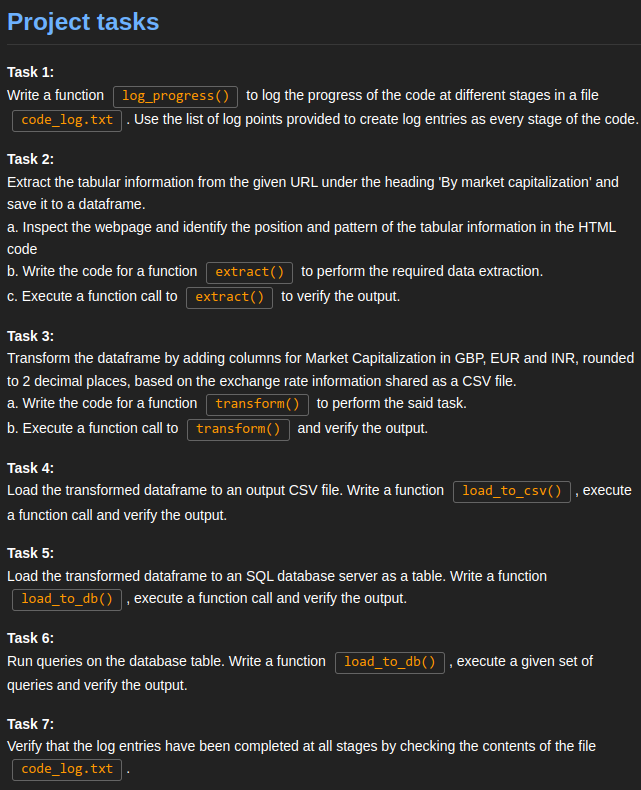 Project tasks
Task 1:
Write a function log_progress() to log the progress of the code at different stages in a file
code_log.txt . Use the list of log points provided to create log entries as every stage of the code.
Task 2:
Extract the tabular information from the given URL under the heading 'By market capitalization' and
save it to a dataframe.
a. Inspect the webpage and identify the position and pattern of the tabular information in the HTML
code
b. Write the code for a function extract() to perform the required data extraction.
c. Execute a function call to extract() to verify the output.
Task 3:
Transform the dataframe by adding columns for Market Capitalization in GBP, EUR and INR, rounded
to 2 decimal places, based on the exchange rate information shared as a CSV file.
a. Write the code for a function transform() to perform the said task.
b. Execute a function call to transform() and verify the output.
Task 4:
Load the transformed dataframe to an output CSV file. Write a function load_to_csv() , execute
a function call and verify the output.
Task 5:
Load the transformed dataframe to an SQL database server as a table. Write a function
load_to_db() , execute a function call and verify the output.
Task 6:
Run queries on the database table. Write a function load_to_db() , execute a given set of
queries and verify the output.
Task 7:
Verify that the log entries have been completed at all stages by checking the contents of the file
code_log.txt .